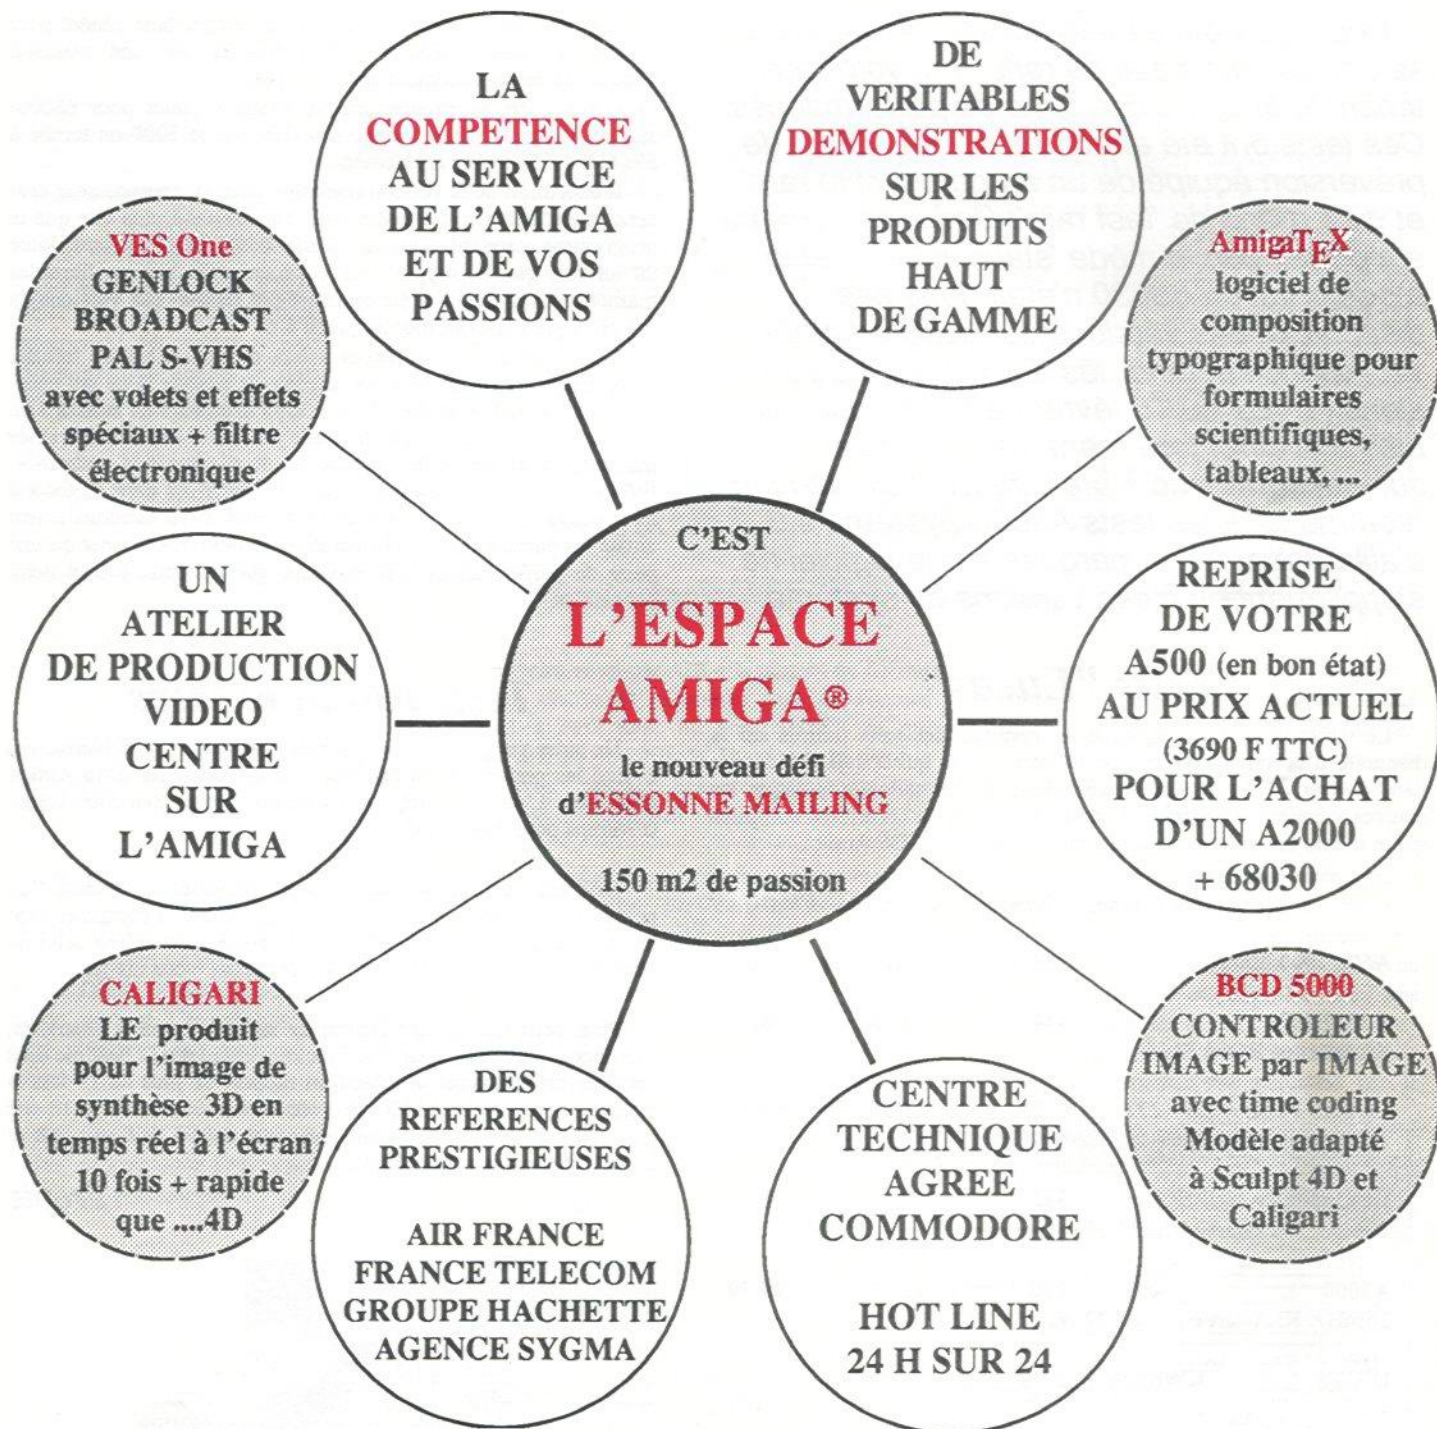 LA
COMPETENCE
AU SERVICE
DE L'AMIGA
ET DE VOS
PASSIONS
DE
VERITABLES
DEMONSTRATIONS
SUR LES
PRODUITS
HAUT
DE GAMME
VES One
GENLOCK
BROADCAST
PAL S-VHS
avec volets et effets
spéciaux + filtre
électronique
AmigaTEX
logiciel de
composition
typographique pour
formulaires
scientifiques,
tableaux, ...
UN
ATELIER
DE PRODUCTION
VIDEO
CENTRE
SUR
L'AMIGA
C'EST
L'ESPACE
AMIGA®
le nouveau défi
d'ESSONNE MAILING
150 m2 de passion
REPRISE
DE VOTRE
A500 (en bon état)
AU PRIX ACTUEL
(3690 F TTC)
POUR L'ACHAT
D'UN A2000
+ 68030
CALIGARI
LE produit
pour l'image de
synthèse 3D en
temps réel à l'écran
10 fois + rapide
que ....4D
BCD 5000
CONTROLEUR
IMAGE par IMAGE
avec time coding
Modèle adapté
à Sculpt 4D et
Caligari
DES
REFERENCES
PRESTIGIEUSES
AIR FRANCE
FRANCE TELECOM
GROUPE HACHETTE
AGENCE SYGMA
CENTRE
TECHNIQUE
AGREE
COMMODORE
HOT LINE
24 H SUR 24